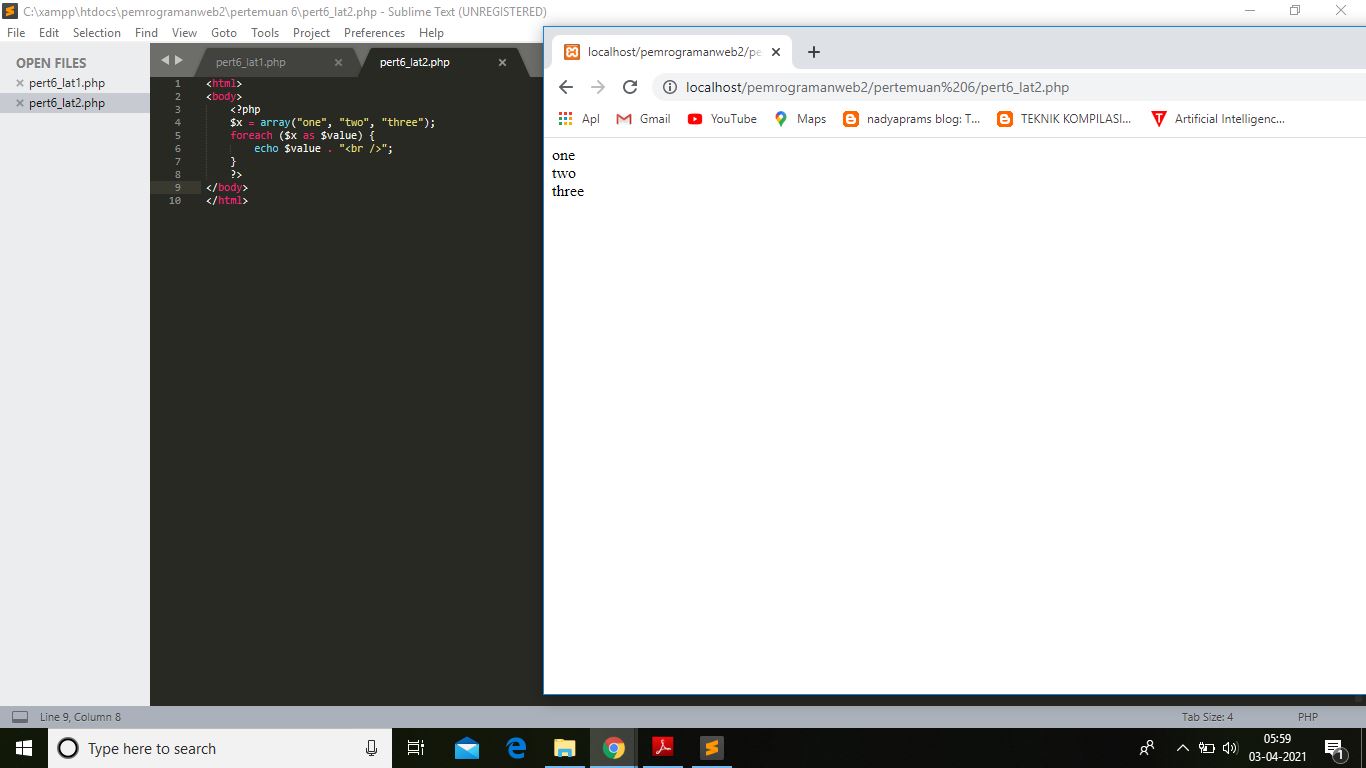 C:\xampp\htdocs\pemrogramanweb2\pertemuan 6\pert6_lat2.php - Sublime Text (UNREGISTERED)
File Edit Selection Find View Goto Tools Project Preferences Help
OPEN FILES
pert6_lat1.php
pert6_lat2.php
pert6_lat1.php pert6_lat2.php
1 <html>
2 <body>
3 <?php
4 $x = array("one", "two", "three");
5 foreach ($x as $value) {
6 echo $value . "<br />";
7 }
8 ?>
9 </body>
10 </html>
localhost/pemrogramanweb2/pe
localhost/pemrogramanweb2/pertemuan%206/pert6_lat2.php
Apl Gmail YouTube Maps nadyaprams blog: T... TEKNIK KOMPILASI... Artificial Intelligenc...
one
two
three
Line 9, Column 8 Tab Size: 4 PHP
Type here to search
05:59
03-04-2021
1